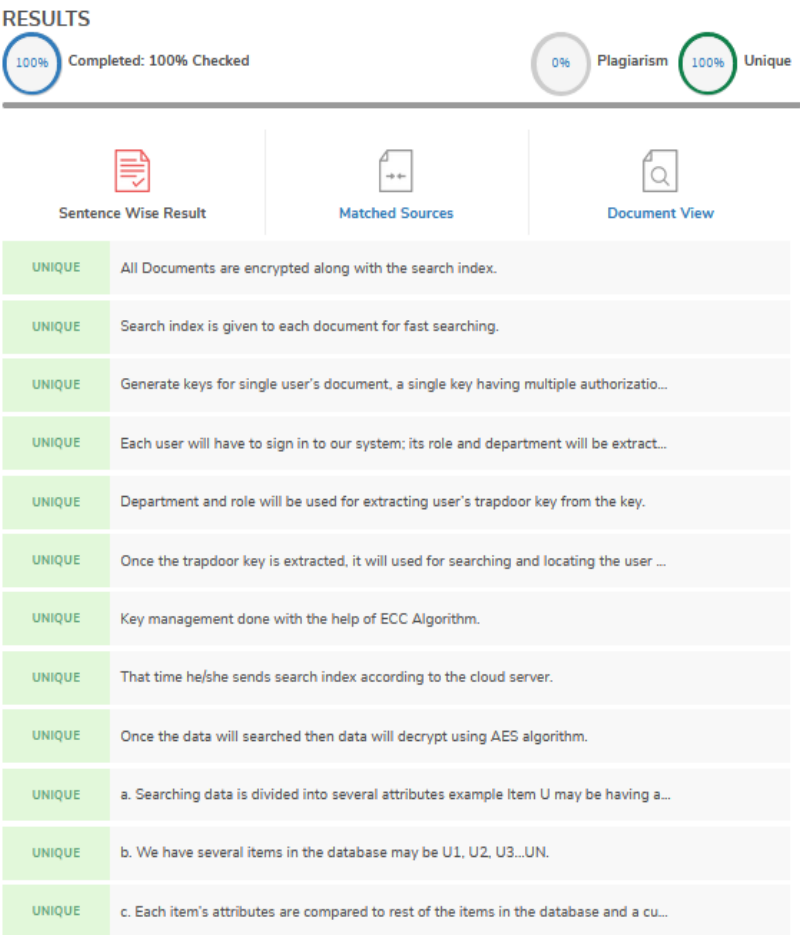 RESULTS
100% Completed: 100% Checked 0% Plagiarism 100% Unique
Sentence Wise Result Matched Sources Document View
UNIQUE All Documents are encrypted along with the search index.
UNIQUE Search index is given to each document for fast searching.
UNIQUE Generate keys for single user's document, a single key having multiple authorizatio...
UNIQUE Each user will have to sign in to our system; its role and department will be extract...
UNIQUE Department and role will be used for extracting user's trapdoor key from the key.
UNIQUE Once the trapdoor key is extracted, it will used for searching and locating the user ...
UNIQUE Key management done with the help of ECC Algorithm.
UNIQUE That time he/she sends search index according to the cloud server.
UNIQUE Once the data will searched then data will decrypt using AES algorithm.
UNIQUE a. Searching data is divided into several attributes example Item U may be having a...
UNIQUE b. We have several items in the database may be U1, U2, U3...UN.
UNIQUE c. Each item's attributes are compared to rest of the items in the database and a cu...